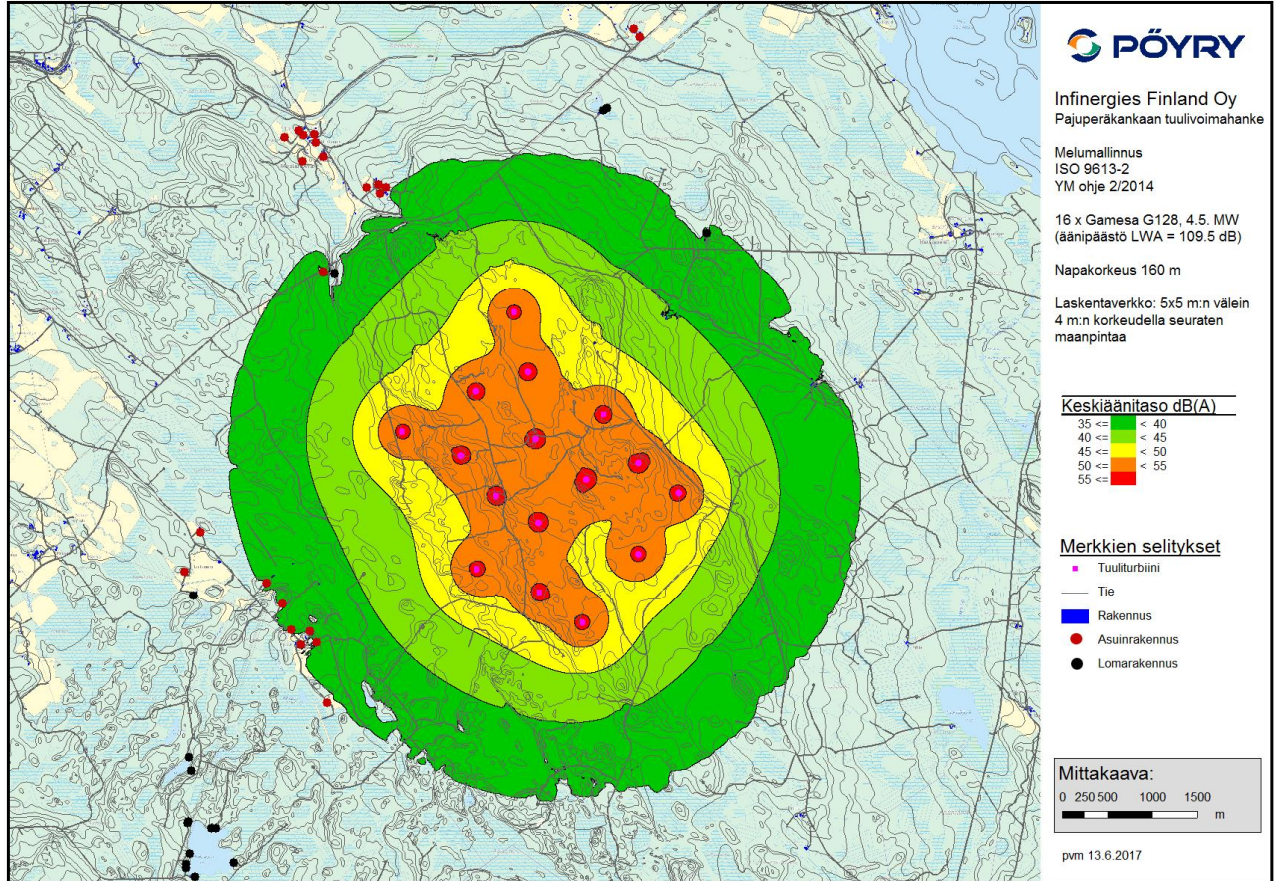 PÖYRY
Infinergies Finland Oy
Pajuperäkankaan tuulivoimahanke
Melumallinnus
ISO 9613-2
YM ohje 2/2014
16 x Gamesa G128, 4.5. MW
(äänipäästö LWA = 109.5 dB)
Napakorkeus 160 m
Laskentaverkko: 5x5 m:n välein
4 m:n korkeudella seuraten
maanpintaa
Keskiäänitaso dB(A)
35 <= < 40
40 <= < 45
45 <= < 50
50 <= < 55
55 <=
Merkkien selitykset
Tuuliturbiini
Tie
Rakennus
Asuinrakennus
Lomarakennus
Mittakaava:
0 250 500 1000 1500
m
pvm 13.6.2017